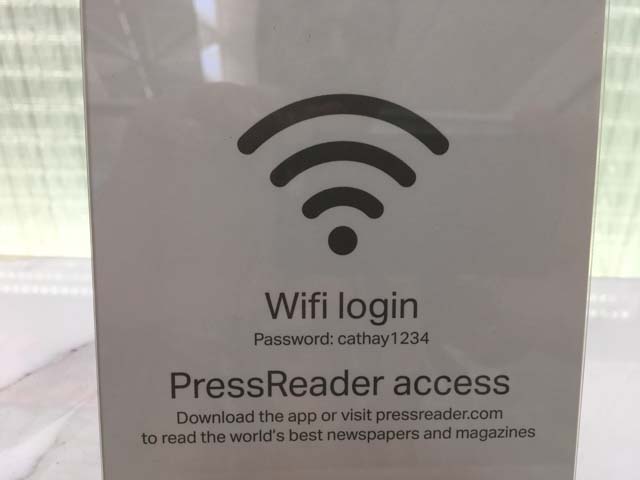 Wifi login
Password: cathay1234
PressReader access
Download the app or visit pressreader.com
to read the world's best newspapers and magazines